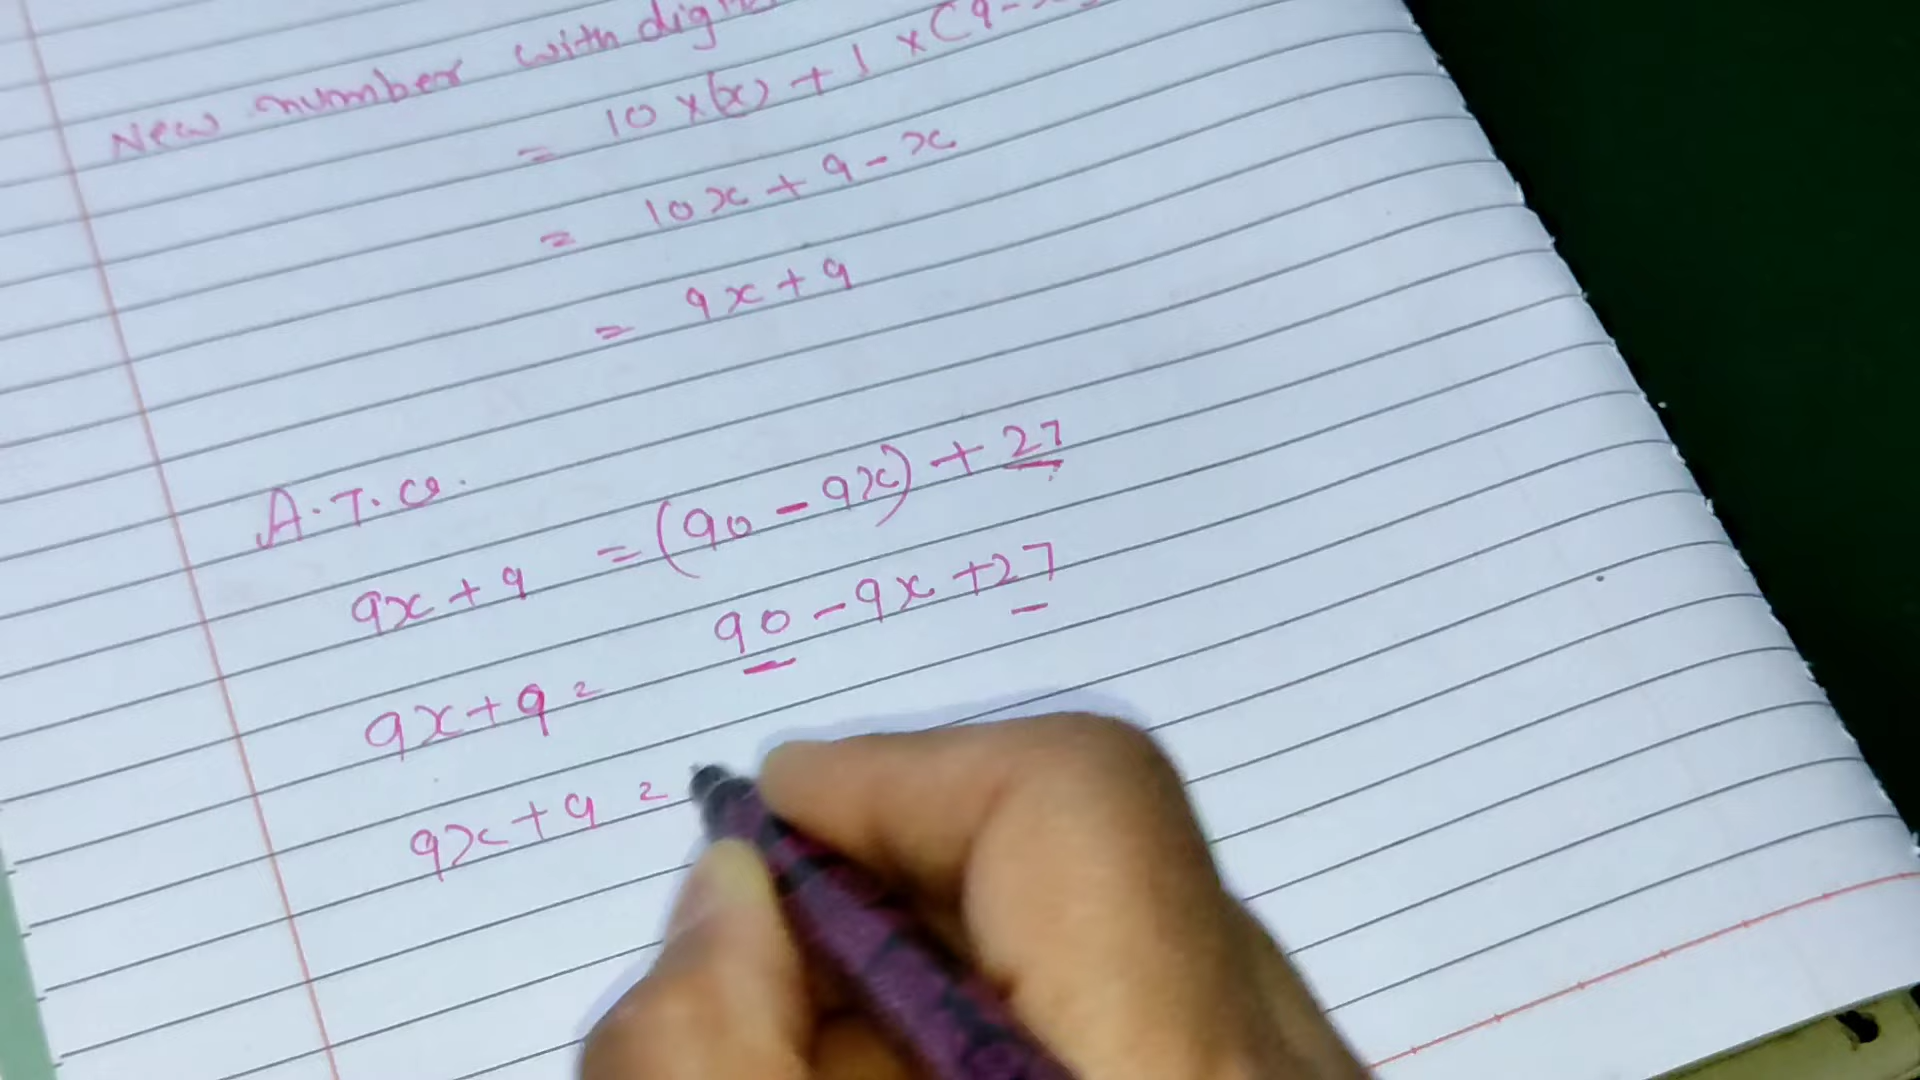 New number with
= 10 × (x) + 1 × (9 -
= 10x + 9 - x
= 9x + 9
A.T.Q.
9x + 9 = (90 - 9x) + 27
9x + 9 = 90 - 9x + 27
9x + 9 =